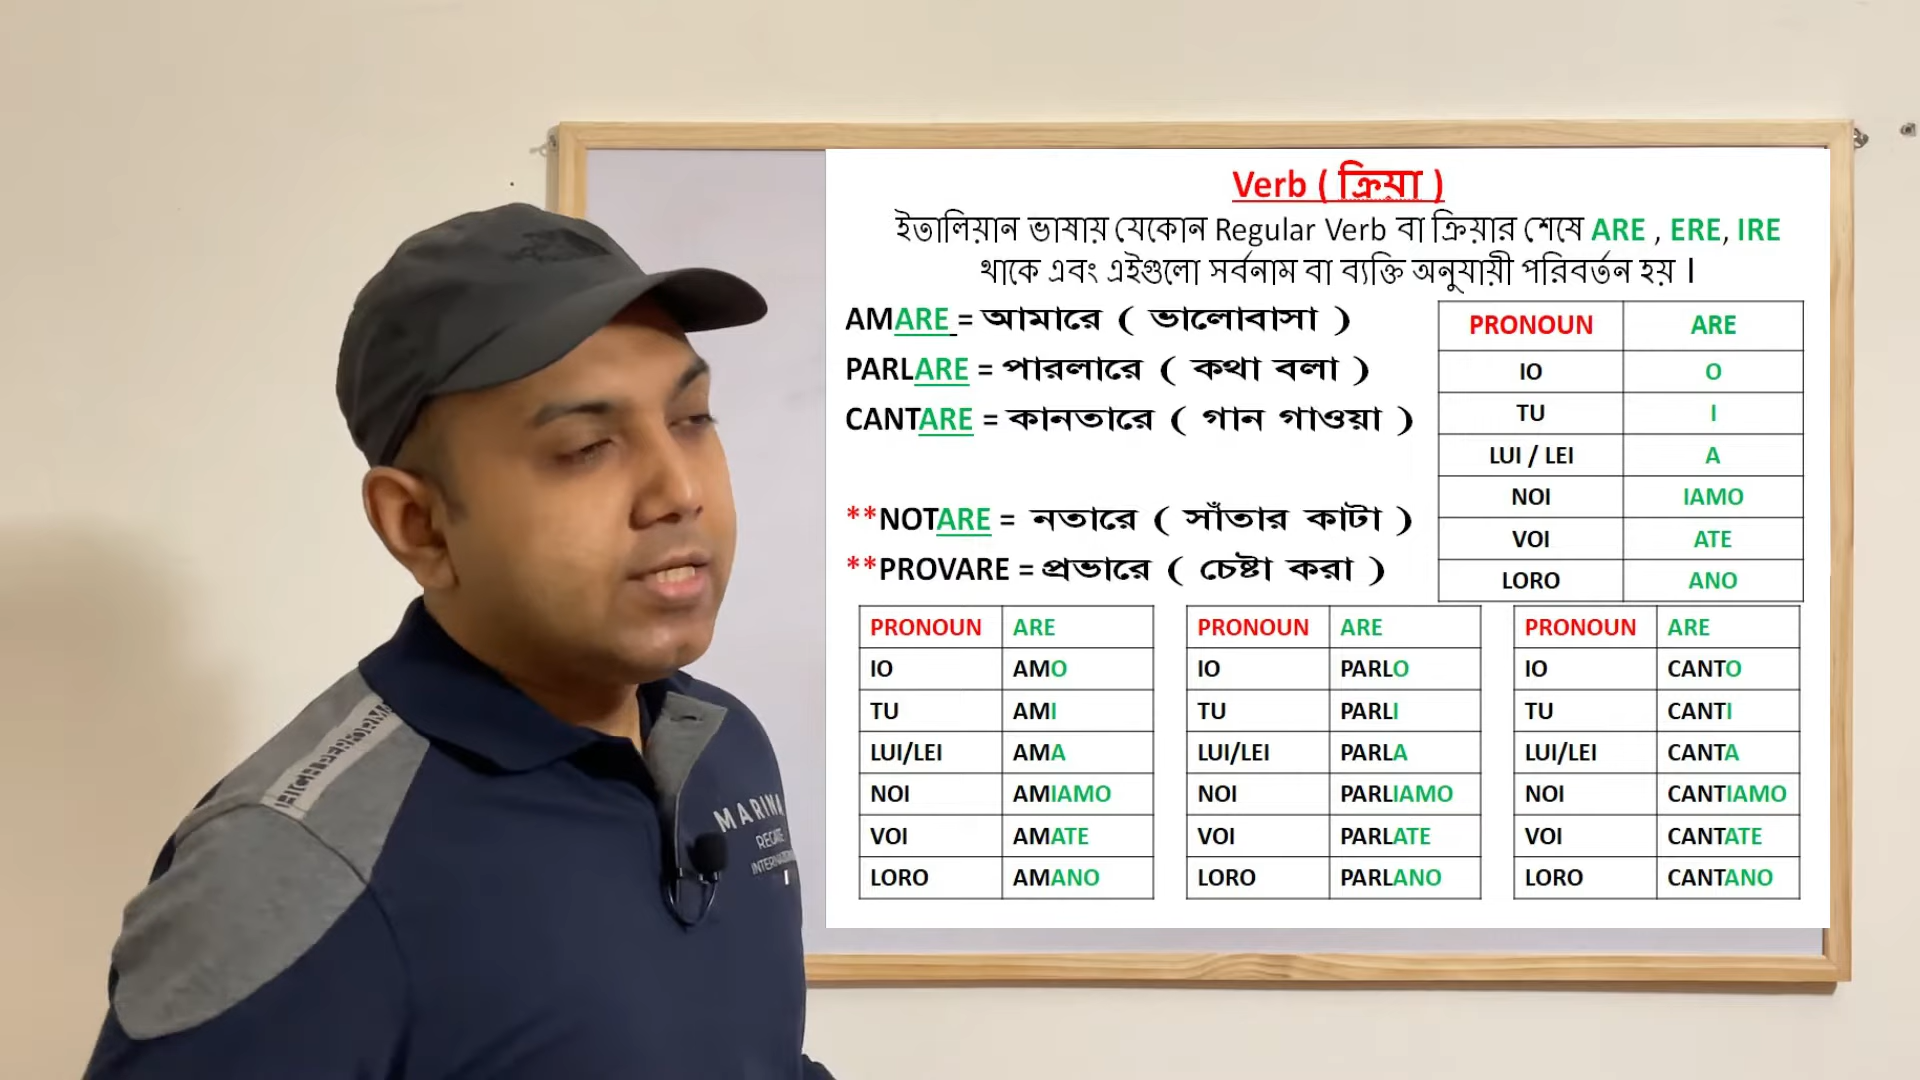 Verb ( ক্রিয়া )
ইতালিয়ান ভাষায় যেকোন Regular Verb বা ক্রিয়ার শেষে ARE , ERE, IRE
থাকে এবং এইগুলো সর্বনাম বা ব্যক্তি অনুযায়ী পরিবর্তন হয় ।
AMARE = আমারে ( ভালোবাসা )
PARLARE = পারলারে ( কথা বলা )
CANTARE = কানতারে ( গান গাওয়া )
**NOTARE = নতারে ( সাঁতার কাটা )
**PROVARE = প্রভারে ( চেষ্টা করা )
PRONOUN ARE
IO O
TU I
LUI / LEI A
NOI IAMO
VOI ATE
LORO ANO
PRONOUN ARE
IO AMO
TU AMI
LUI/LEI AMA
NOI AMIAMO
VOI AMATE
LORO AMANO
PRONOUN ARE
IO PARLO
TU PARLI
LUI/LEI PARLA
NOI PARLIAMO
VOI PARLATE
LORO PARLANO
PRONOUN ARE
IO CANTO
TU CANTI
LUI/LEI CANTA
NOI CANTIAMO
VOI CANTATE
LORO CANTANO
MARINA